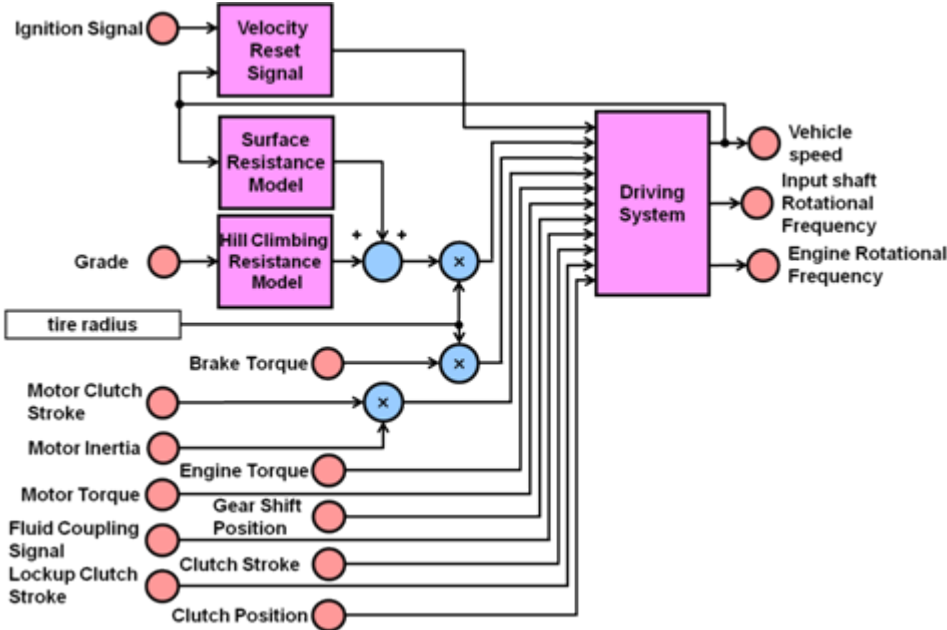 Ignition Signal
Velocity
Reset
Signal
Surface
Resistance
Model
Vehicle
speed
Driving
System
Input shaft
Rotational
Frequency
+ +
Grade
Hill Climbing
Resistance
Model
×
Engine Rotational
Frequency
tire radius
Brake Torque
×
Motor Clutch
Stroke
×
Motor Inertia
Engine Torque
Motor Torque
Gear Shift
Position
Fluid Coupling
Signal
Clutch Stroke
Lockup Clutch
Stroke
Clutch Position